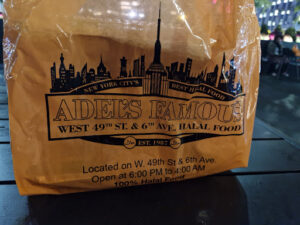 NEW YORK CITY'S
BEST HALAL FOOD
ADEL'S FAMOUS
WEST 49TH ST. & 6TH AVE. HALAL FOOD
EST. 1987
Located on W. 49th St & 6th Ave.
Open at 6:00 PM to 4:00 AM
100% Halal Food